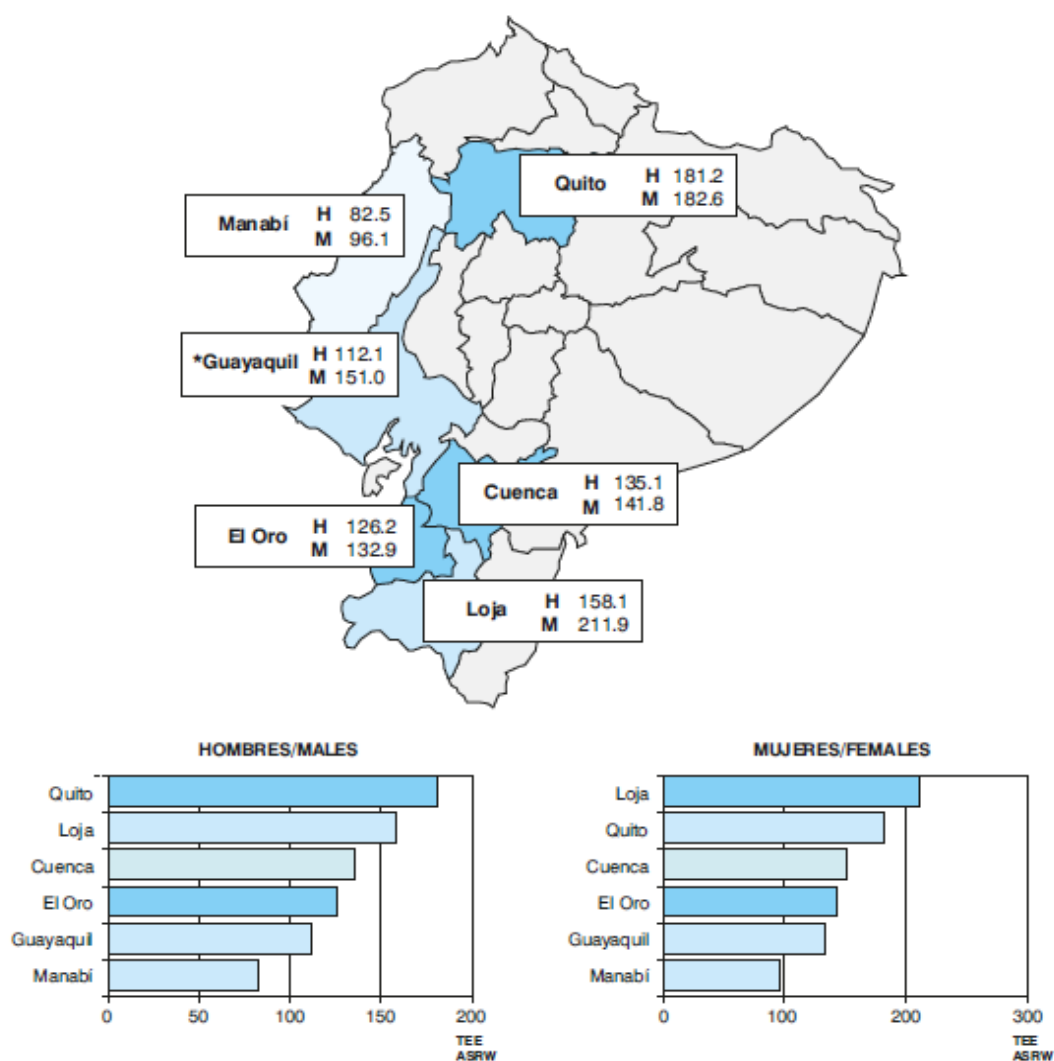 Quito H 181.2
M 182.6
Manabí H 82.5
M 96.1
*Guayaquil H 112.1
M 151.0
Cuenca H 135.1
M 141.8
El Oro H 126.2
M 132.9
Loja H 158.1
M 211.9
HOMBRES/MALES
Quito
Loja
Cuenca
El Oro
Guayaquil
Manabí
0 50 100 150 200
TEE
ASRW
MUJERES/FEMALES
Loja
Quito
Cuenca
El Oro
Guayaquil
Manabí
0 100 200 300
TEE
ASRW